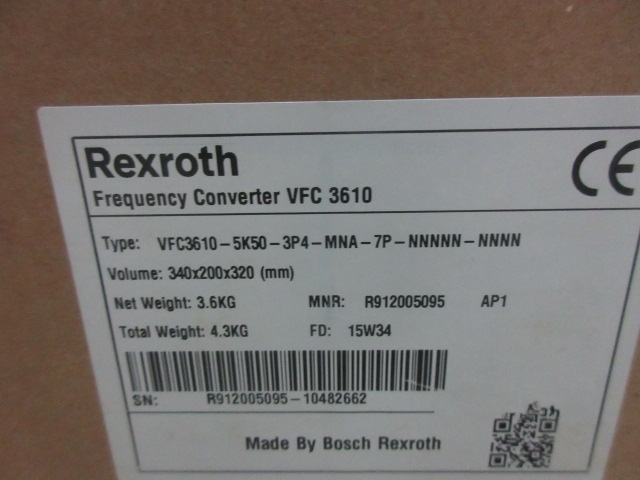 Rexroth
CE
Frequency Converter VFC 3610
Type: VFC3610-5K50-3P4-MNA-7P-NNNNN-NNNN
Volume: 340x200x320 (mm)
Net Weight: 3.6KG MNR: R912005095 AP1
Total Weight: 4.3KG FD: 15W34
SN: R912005095-10482662
Made By Bosch Rexroth